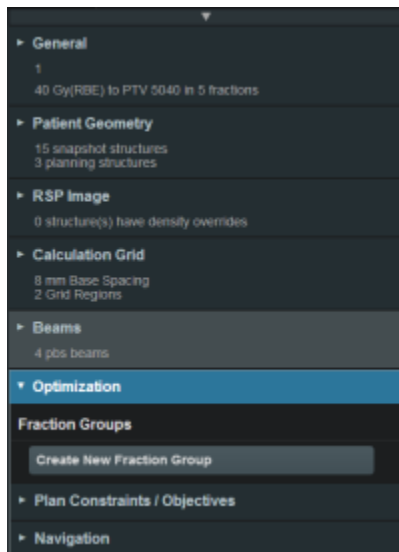 General
1
40 Gy(RBE) to PTV 5040 in 5 fractions
Patient Geometry
15 snapshot structures
3 planning structures
RSP Image
0 structure(s) have density overrides
Calculation Grid
8 mm Base Spacing
2 Grid Regions
Beams
4 pbs beams
Optimization
Fraction Groups
Create New Fraction Group
Plan Constraints / Objectives
Navigation